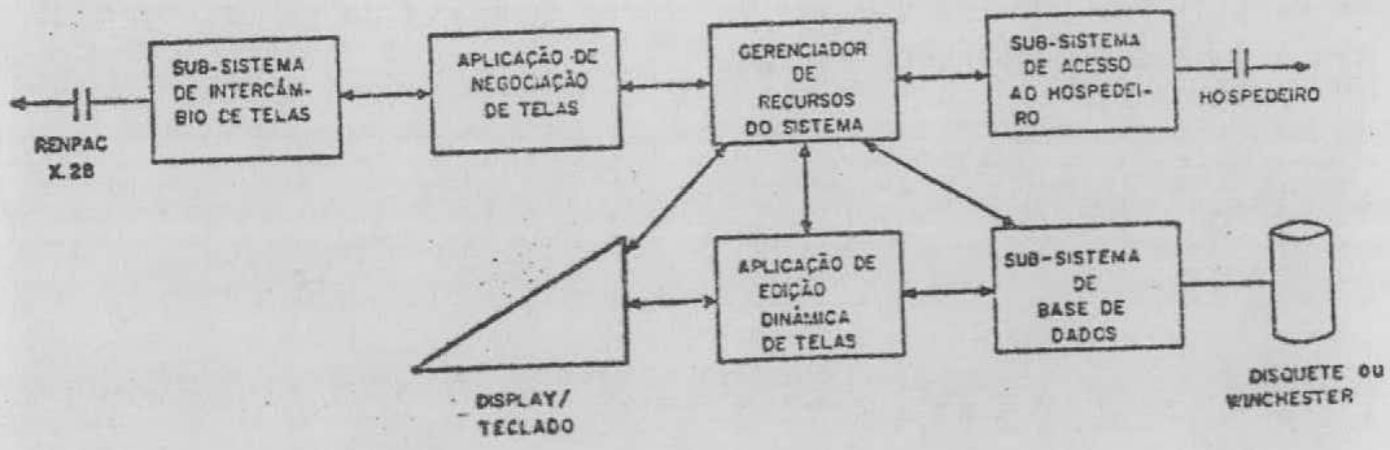 SUB-SISTEMA
DE INTERCÂM-
BIO DE TELAS
APLICAÇÃO DE
NEGOCIAÇÃO
DE TELAS
GERENCIADOR
DE
RECURSOS
DO SISTEMA
SUB-SISTEMA
DE ACESSO
AO HOSPEDEI-
RO
HOSPEDEIRO
RENPAC
X.28
DISPLAY/
TECLADO
APLICAÇÃO DE
EDIÇÃO
DINÂMICA
DE TELAS
SUB-SISTEMA
DE
BASE DE
DADOS
DISQUETE OU
WINCHESTER